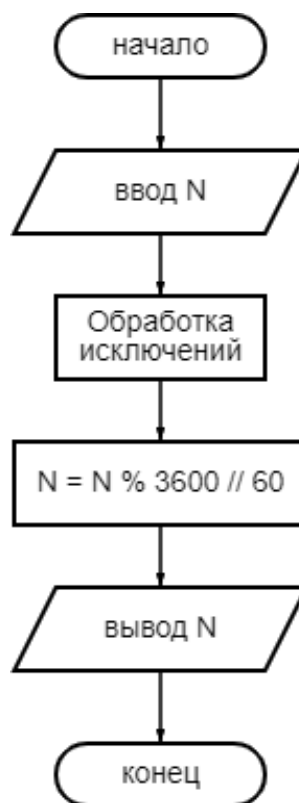 начало
ввод N
Обработка
исключений
N = N % 3600 // 60
вывод N
конец